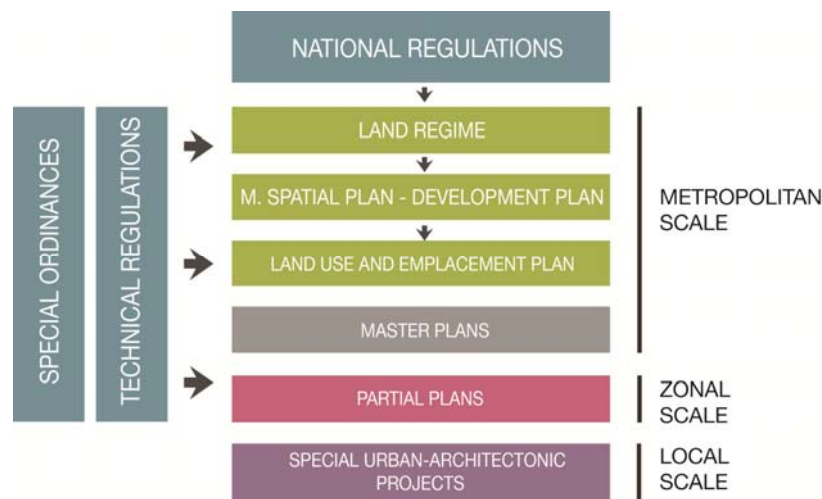 NATIONAL REGULATIONS
SPECIAL ORDINANCES
TECHNICAL REGULATIONS
LAND REGIME
M. SPATIAL PLAN - DEVELOPMENT PLAN
LAND USE AND EMPLACEMENT PLAN
MASTER PLANS
METROPOLITAN
SCALE
PARTIAL PLANS
ZONAL
SCALE
SPECIAL URBAN-ARCHITECTONIC
PROJECTS
LOCAL
SCALE